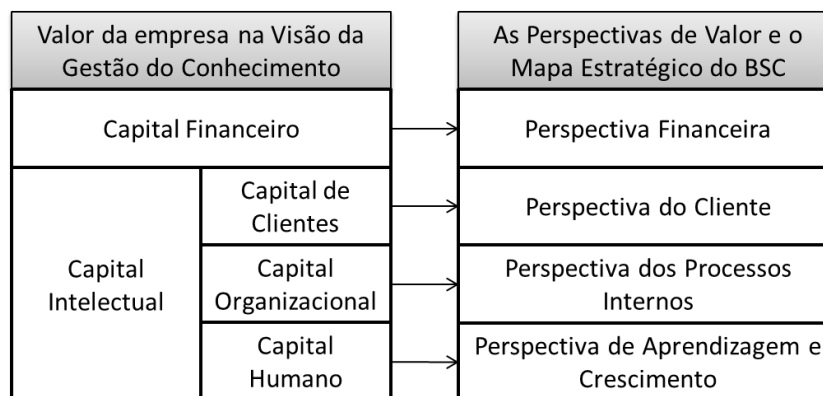 Valor da empresa na Visão da
Gestão do Conhecimento
As Perspectivas de Valor e o
Mapa Estratégico do BSC
Capital Financeiro
Perspectiva Financeira
Capital Intelectual
Capital de
Clientes
Perspectiva do Cliente
Capital
Organizacional
Perspectiva dos Processos
Internos
Capital
Humano
Perspectiva de Aprendizagem e
Crescimento